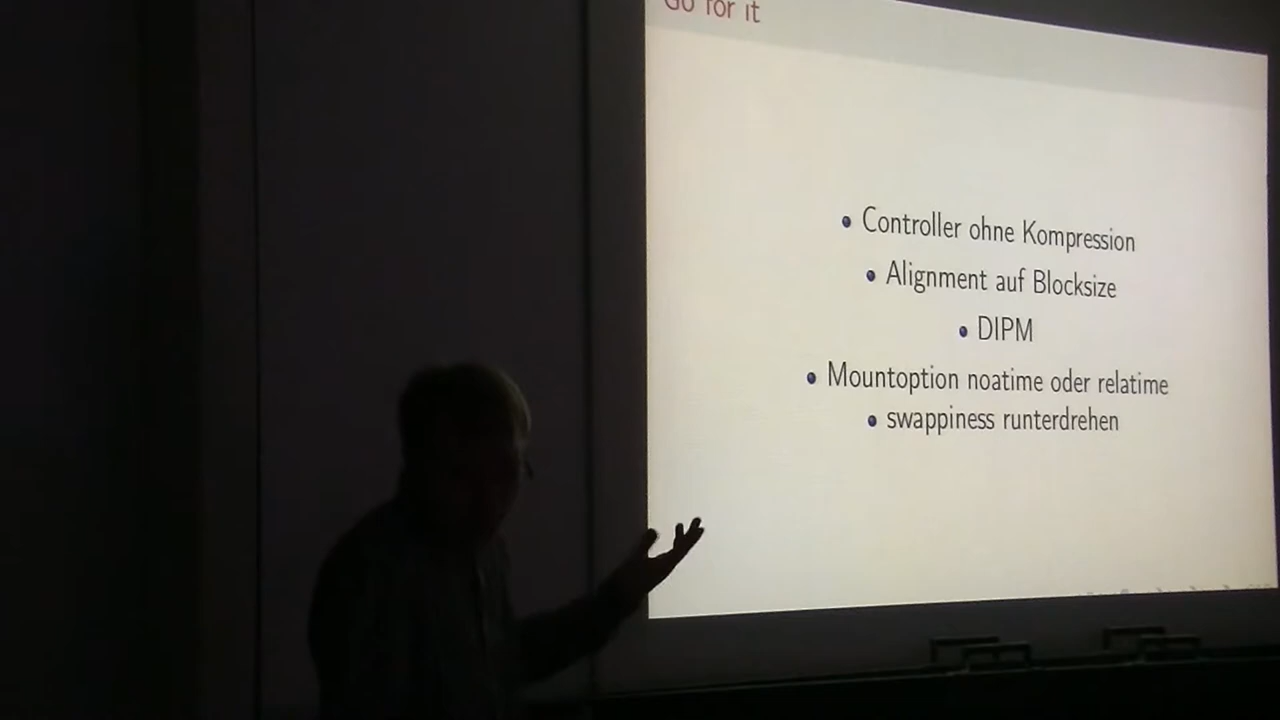 Go for it
• Controller ohne Kompression
• Alignment auf Blocksize
• DIPM
• Mountoption noatime oder relatime
• swappiness runterdrehen